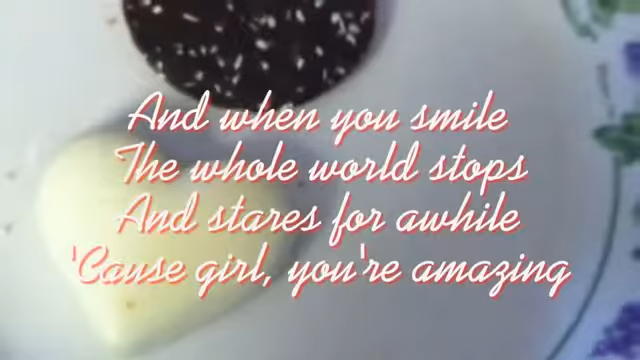 And when you smile
The whole world stops
And stares for awhile
'Cause girl, you're amazing